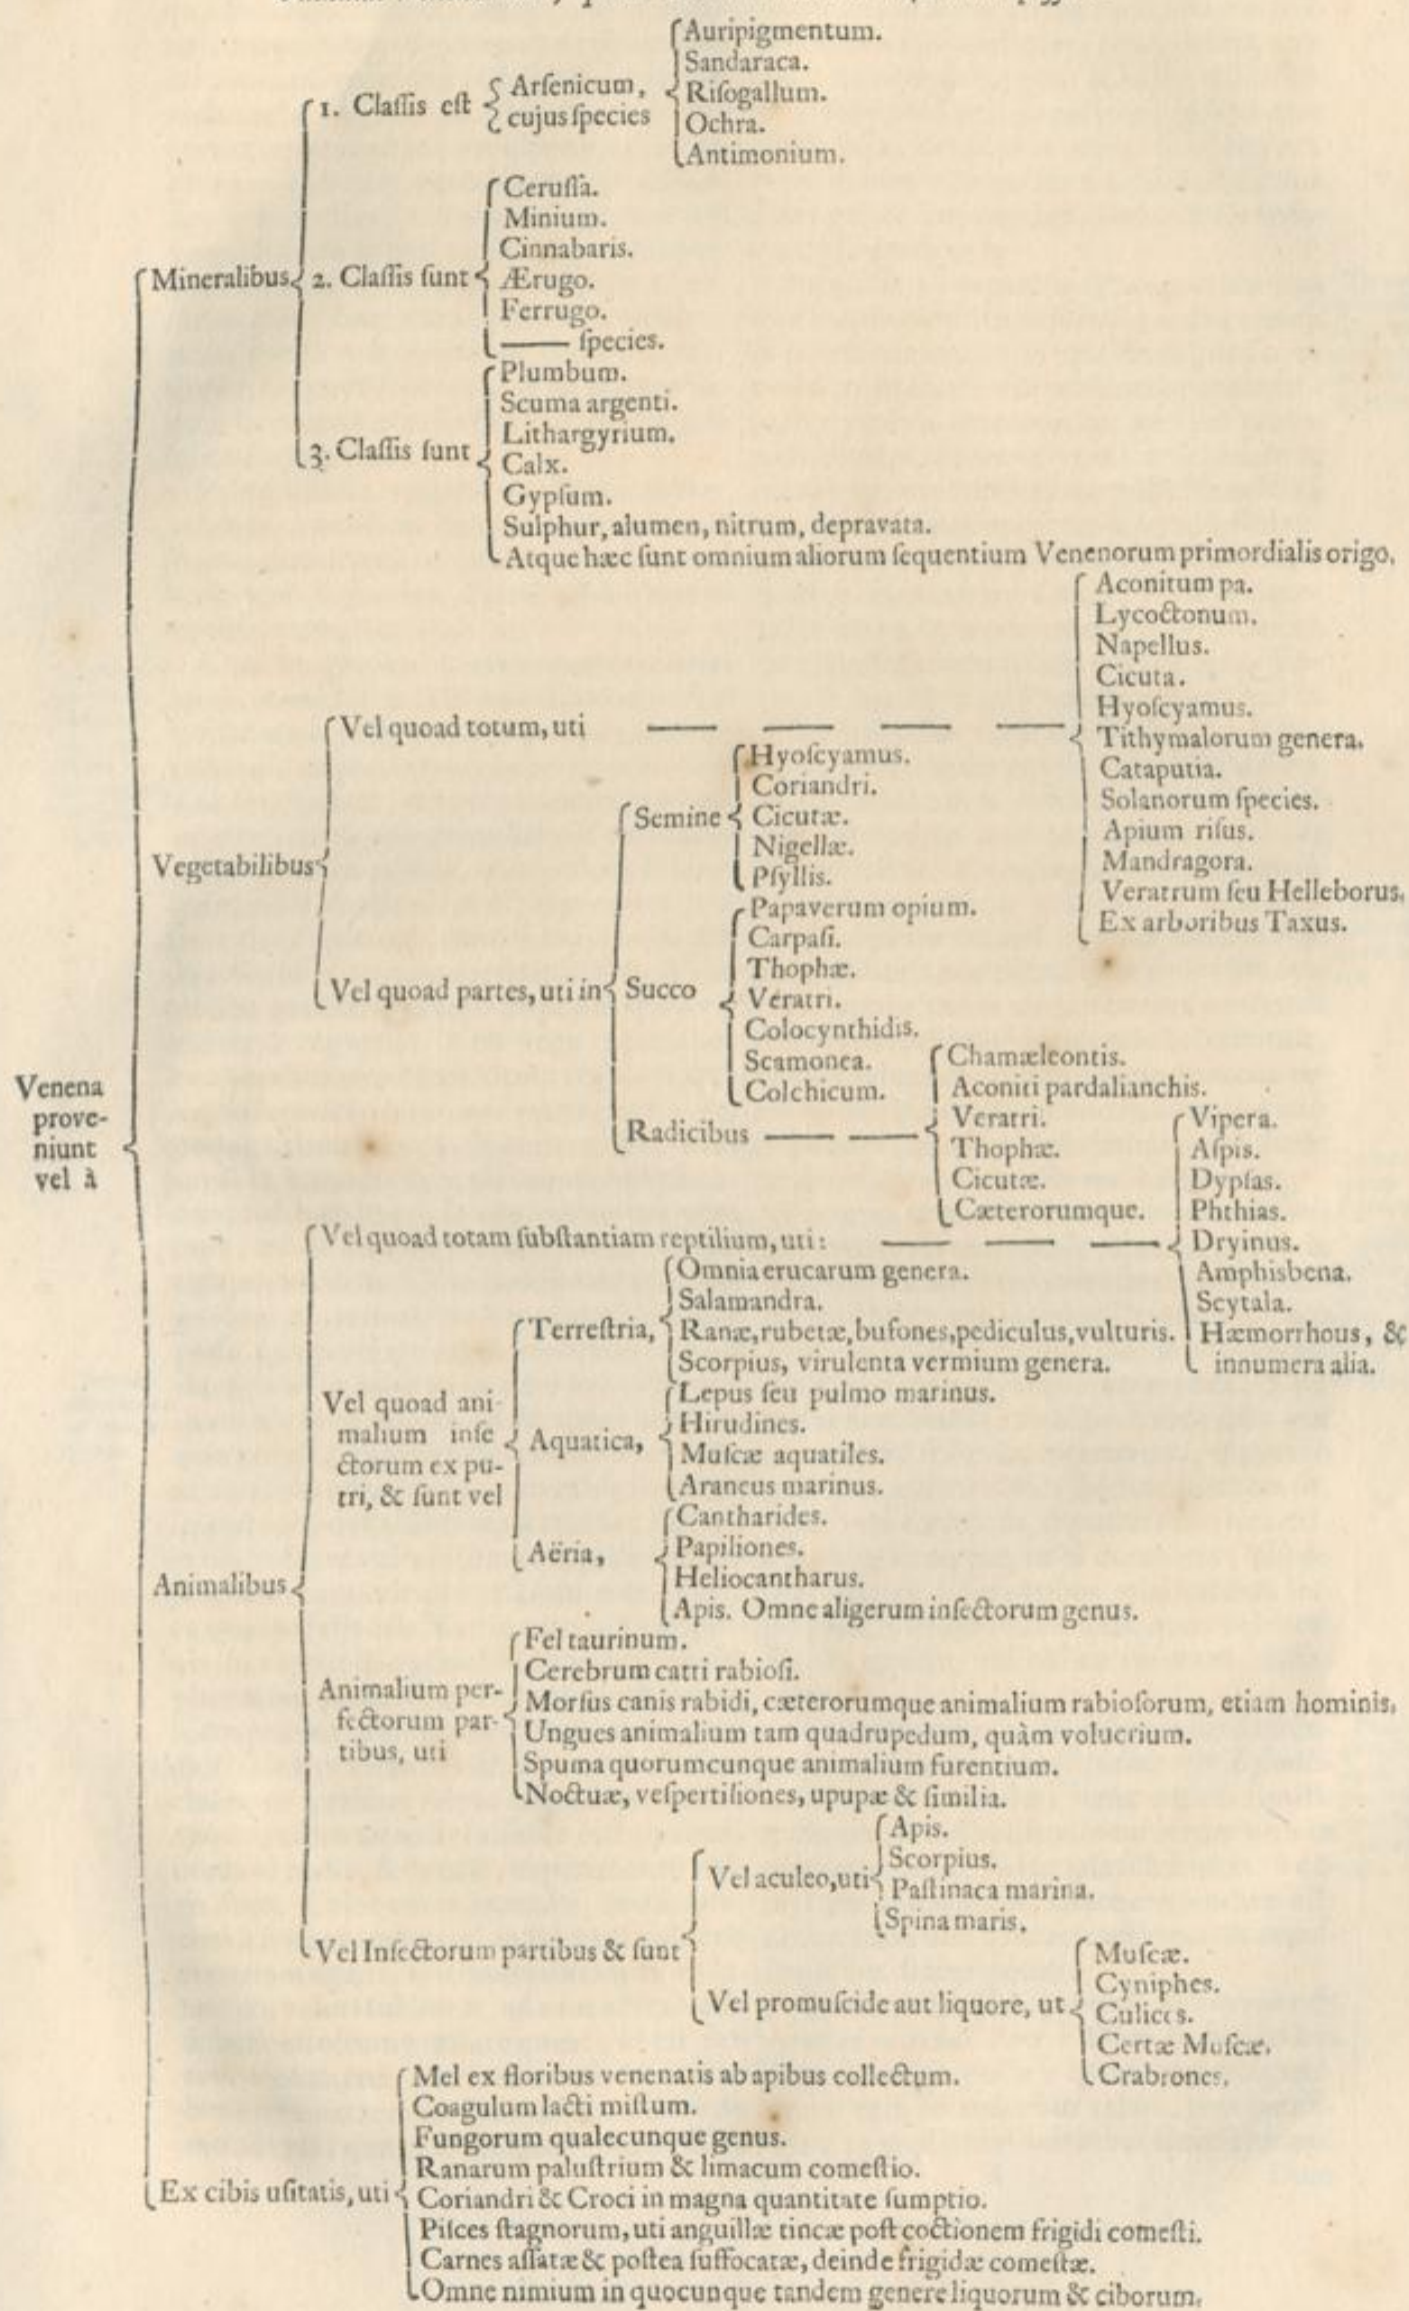 Auripigmentum.
Sandaraca.
1. Claſſis eſt
Arſenicum,
cujus ſpecies
Riſogallum.
Ochra.
Antimonium.
Ceruſſa.
Minium.
Cinnabaris.
Mineralibus
2. Claſſis ſunt
Ærugo.
Ferrugo.
—— ſpecies.
Plumbum.
Scuma argenti.
3. Claſſis ſunt
Lithargyrium.
Calx.
Gypſum.
Sulphur, alumen, nitrum, depravata.
Atque hæc ſunt omnium aliorum ſequentium Venenorum primordialis origo.
Aconitum pa.
Lycoctonum.
Napellus.
Cicuta.
Hyoſcyamus.
Vel quoad totum, uti —— —— —— ——
Tithymalorum genera.
Cataputia.
Solanorum ſpecies.
Apium riſus.
Mandragora.
Veratrum ſeu Helleborus.
Ex arboribus Taxus.
Vegetabilibus
Hyoſcyamus.
Coriandri.
Semine
Cicutæ.
Nigellæ.
Pſyllis.
Vel quoad partes, uti in
Papaverum opium.
Carpaſi.
Thophæ.
Succo
Veratri.
Colocynthidis.
Scamonea.
Colchicum.
Chamæleontis.
Aconiti pardalianchis.
Radicibus —— ——
Veratri.
Thophæ.
Cicutæ.
Cæterorumque.
Venena
prove-
niunt
vel à
Vipera.
Aſpis.
Dypſas.
Phthias.
Vel quoad totam ſubſtantiam reptilium, uti: —— —— ——
Dryinus.
Amphisbena.
Scytala.
Hæmorrhous, &
innumera alia.
Omnia erucarum genera.
Salamandra.
Terreſtria,
Ranæ, rubetæ, bufones, pediculus, vulturis.
Scorpius, virulenta vermium genera.
Vel quoad ani-
malium inſe
ctorum ex pu-
tri, & ſunt vel
Lepus ſeu pulmo marinus.
Hirudines.
Aquatica,
Muſcæ aquatiles.
Araneus marinus.
Cantharides.
Aëria,
Papiliones.
Heliocantharus.
Apis. Omne aligerum inſectorum genus.
Animalibus
Fel taurinum.
Cerebrum catti rabioſi.
Animalium per-
fectorum par-
tibus, uti
Morſus canis rabidi, cæterorumque animalium rabioſorum, etiam hominis.
Ungues animalium tam quadrupedum, quàm volucrium.
Spuma quorumcunque animalium furentium.
Noctuæ, veſpertiliones, upupæ & ſimilia.
Apis.
Vel aculeo, uti
Scorpius.
Paſtinaca marina.
Spina maris.
Vel Inſectorum partibus & ſunt
Muſcæ.
Cyniphes.
Vel promuſcide aut liquore, ut
Culices.
Certæ Muſcæ.
Crabrones.
Mel ex floribus venenatis ab apibus collectum.
Coagulum lacti miſtum.
Fungorum qualecunque genus.
Ranarum paluſtrium & limacum comeſtio.
Ex cibis uſitatis, uti
Coriandri & Croci in magna quantitate ſumptio.
Piſces ſtagnorum, uti anguillæ tincæ poſt coctionem frigidi comeſti.
Carnes aſſatæ & poſtea ſuffocatæ, deinde frigidæ comeſtæ.
Omne nimium in quocunque tandem genere liquorum & ciborum.